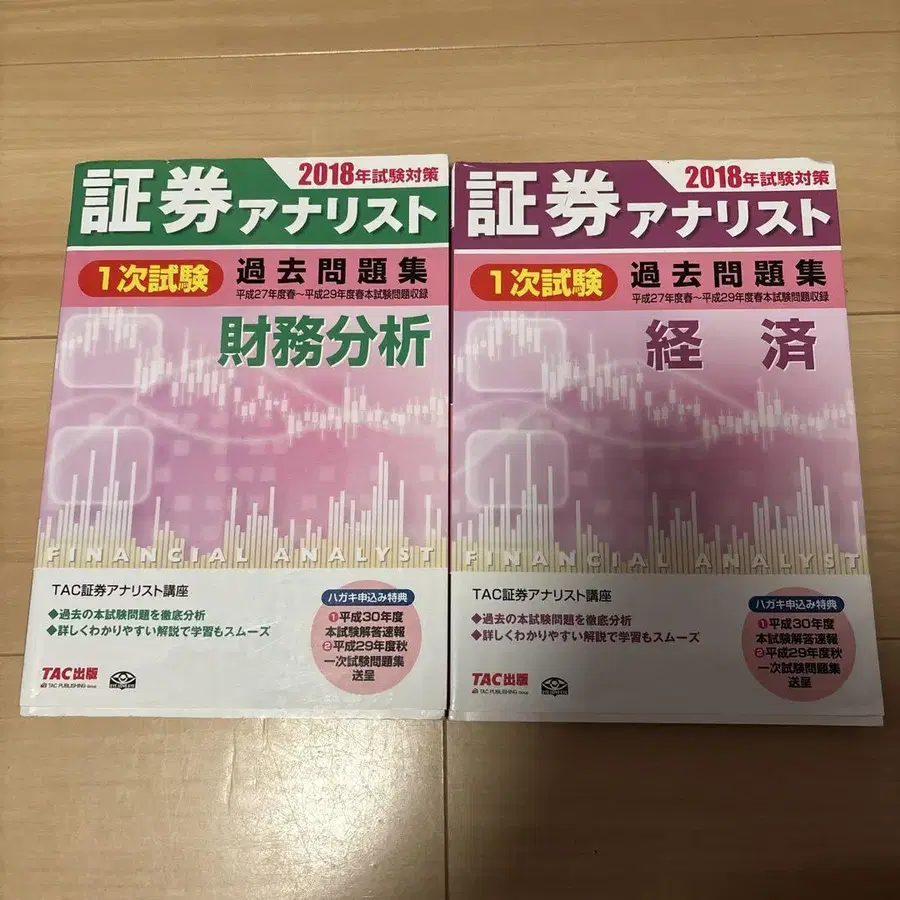 2018年試験対策
証券アナリスト
1次試験
過去問題集
平成27年度春〜平成29年度春本試験問題収録
財務分析
FINANCIAL ANALYST
TAC証券アナリスト講座
◆過去の本試験問題を徹底分析
◆詳しくわかりやすい解説で学習もスムーズ
ハガキ申込み特典
①平成30年度
本試験解答速報
②平成29年度秋
一次試験問題集
送呈
TAC出版
TAC PUBLISHING Group
2018年試験対策
証券アナリスト
1次試験
過去問題集
平成27年度春〜平成29年度春本試験問題収録
経済
FINANCIAL ANALYST
TAC証券アナリスト講座
◆過去の本試験問題を徹底分析
◆詳しくわかりやすい解説で学習もスムーズ
ハガキ申込み特典
①平成30年度
本試験解答速報
②平成29年度秋
一次試験問題集
送呈
TAC出版
TAC PUBLISHING Group